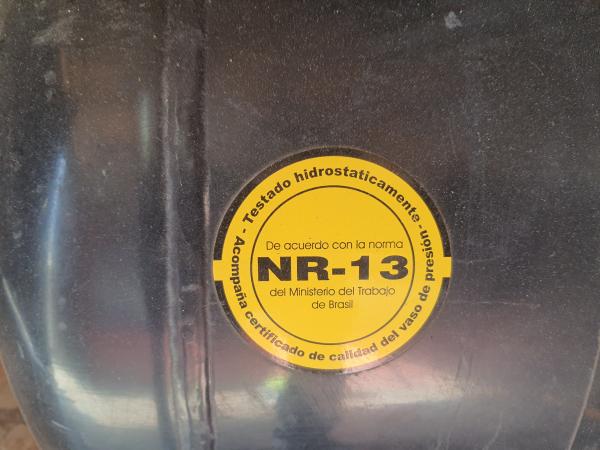 - Testado hidrostaticamente -
De acuerdo con la norma
NR-13
del Ministerio del Trabajo
de Brasil
Acompaña certificado de calidad del vaso de presión